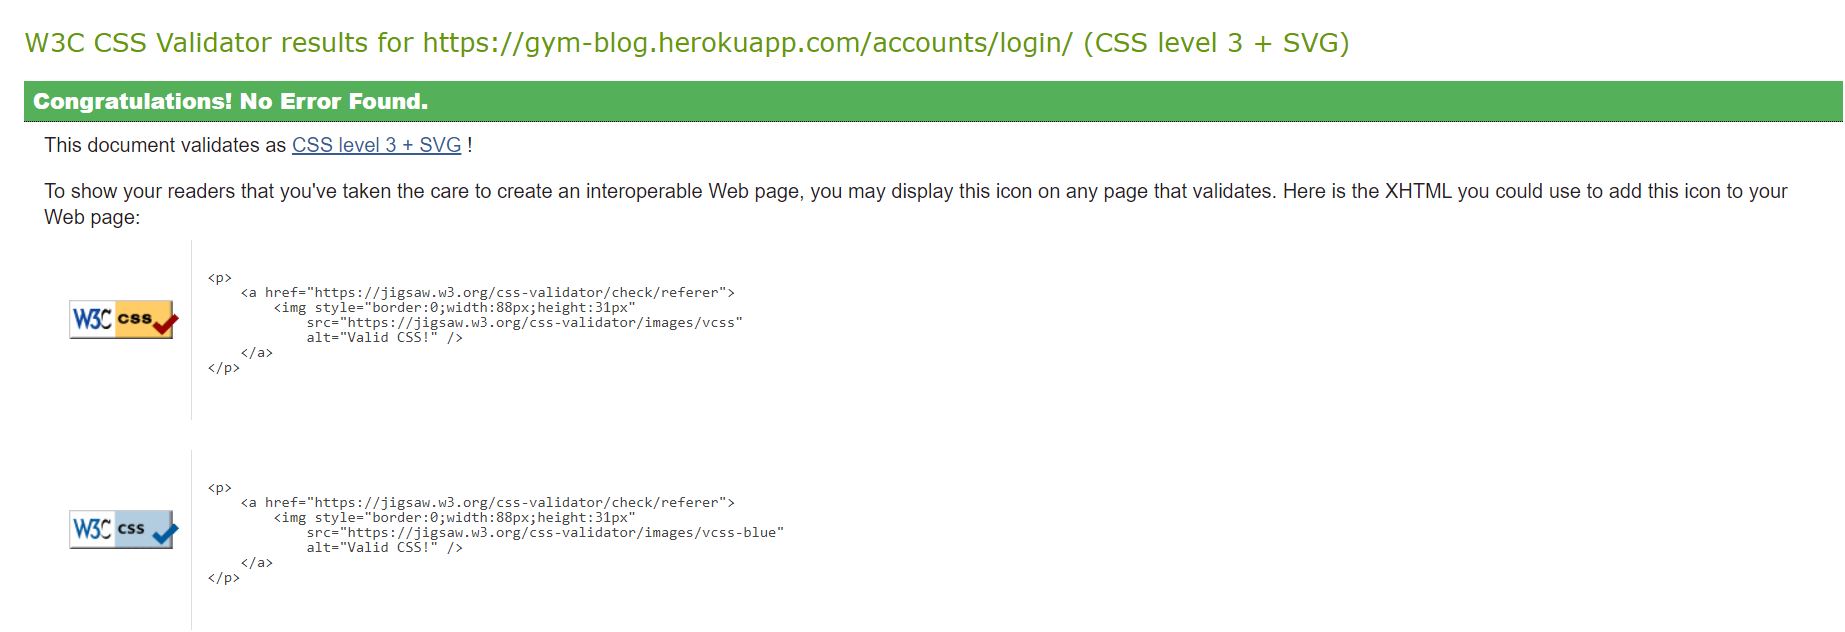 W3C CSS Validator results for https://gym-blog.herokuapp.com/accounts/login/ (CSS level 3 + SVG)
Congratulations! No Error Found.
This document validates as CSS level 3 + SVG !
To show your readers that you've taken the care to create an interoperable Web page, you may display this icon on any page that validates. Here is the XHTML you could use to add this icon to your
Web page:
W3C css
<p>
    <a href="https://jigsaw.w3.org/css-validator/check/referer">
        <img style="border:0;width:88px;height:31px"
            src="https://jigsaw.w3.org/css-validator/images/vcss"
            alt="Valid CSS!" />
    </a>
</p>
W3C css
<p>
    <a href="https://jigsaw.w3.org/css-validator/check/referer">
        <img style="border:0;width:88px;height:31px"
            src="https://jigsaw.w3.org/css-validator/images/vcss-blue"
            alt="Valid CSS!" />
    </a>
</p>